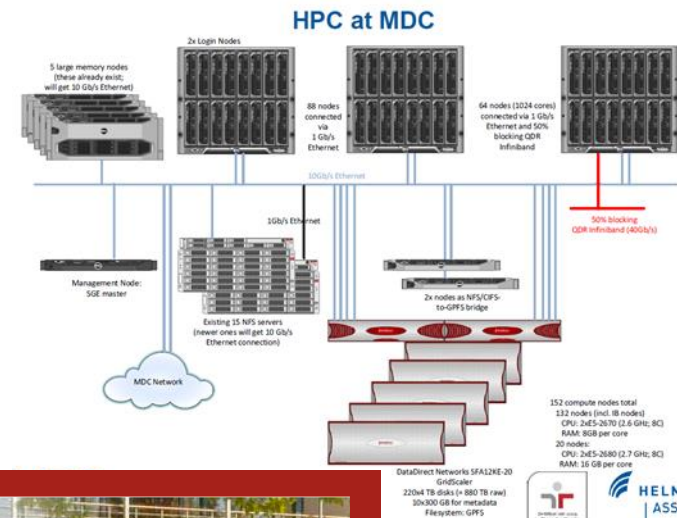 HPC at MDC
2x Login Nodes
5 large memory nodes
(these already exist;
will get 10 Gb/s Ethernet)
88 nodes
connected
via
1 Gb/s
Ethernet
64 nodes (1024 cores)
connected via 1 Gb/s
Ethernet and 50%
blocking QDR
Infiniband
10Gb/s Ethernet
1Gb/s Ethernet
50% blocking
QDR Infiniband (40Gb/s)
Management Node:
SGE master
Existing 15 NFS servers
(newer ones will get 10 Gb/s
Ethernet connection)
2x nodes as NFS/CIFS-
to-GPFS bridge
MDC Network
152 compute nodes total
132 nodes (incl. IB nodes)
CPU: 2xE5-2670 (2.6 GHz; 8C)
RAM: 8GB per core
20 nodes:
CPU: 2xE5-2680 (2.7 GHz; 8C)
RAM: 16 GB per core
DataDirect Networks SFA12KE-20
GridScaler
220x4 TB disks (= 880 TB raw)
10x300 GB for metadata
Filesystem: GPFS
HELM
| ASS